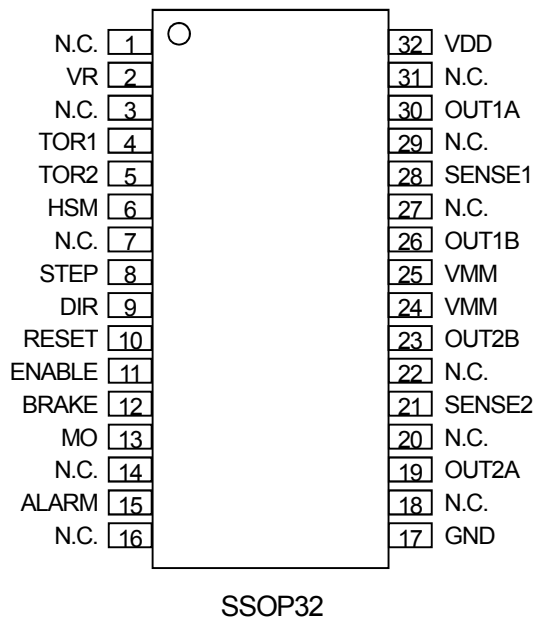 N.C. 1 32 VDD
VR 2 31 N.C.
N.C. 3 30 OUT1A
TOR1 4 29 N.C.
TOR2 5 28 SENSE1
HSM 6 27 N.C.
N.C. 7 26 OUT1B
STEP 8 25 VMM
DIR 9 24 VMM
RESET 10 23 OUT2B
ENABLE 11 22 N.C.
BRAKE 12 21 SENSE2
MO 13 20 N.C.
N.C. 14 19 OUT2A
ALARM 15 18 N.C.
N.C. 16 17 GND
SSOP32